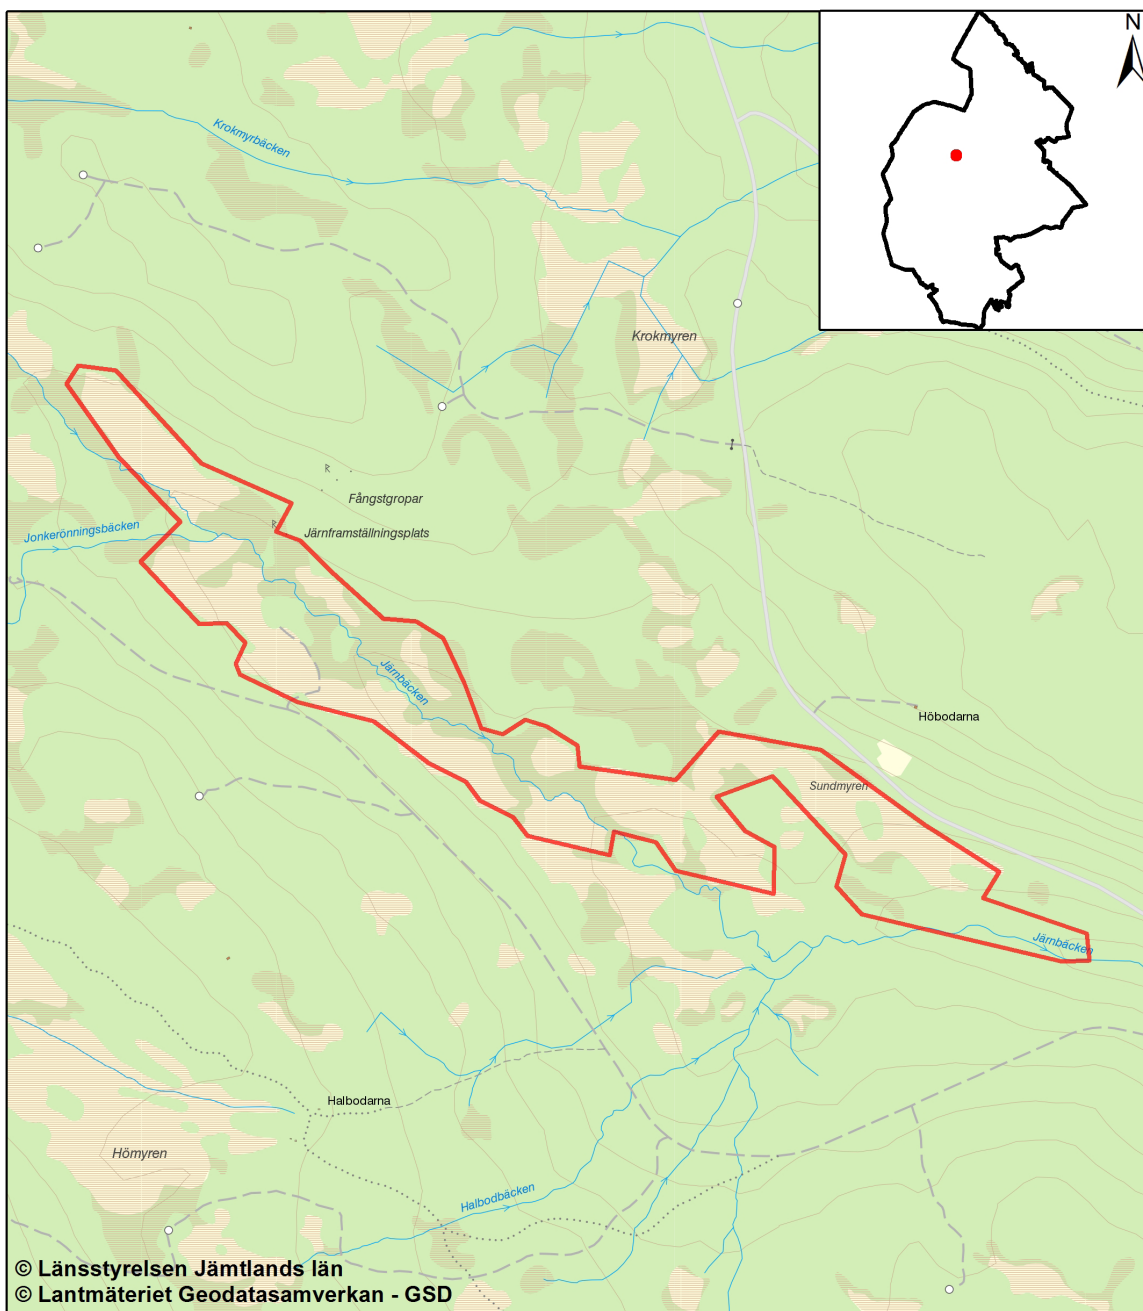 N
Krokmyrbäcken
Krokmyren
Fångstgropar
Järnframställningsplats
Jonkerönningsbäcken
Järnbäcken
Höbodarna
Sundmyren
Järnbäcken
Halbodarna
Hömyren
Halbodbäcken
© Länsstyrelsen Jämtlands län
© Lantmäteriet Geodatasamverkan - GSD